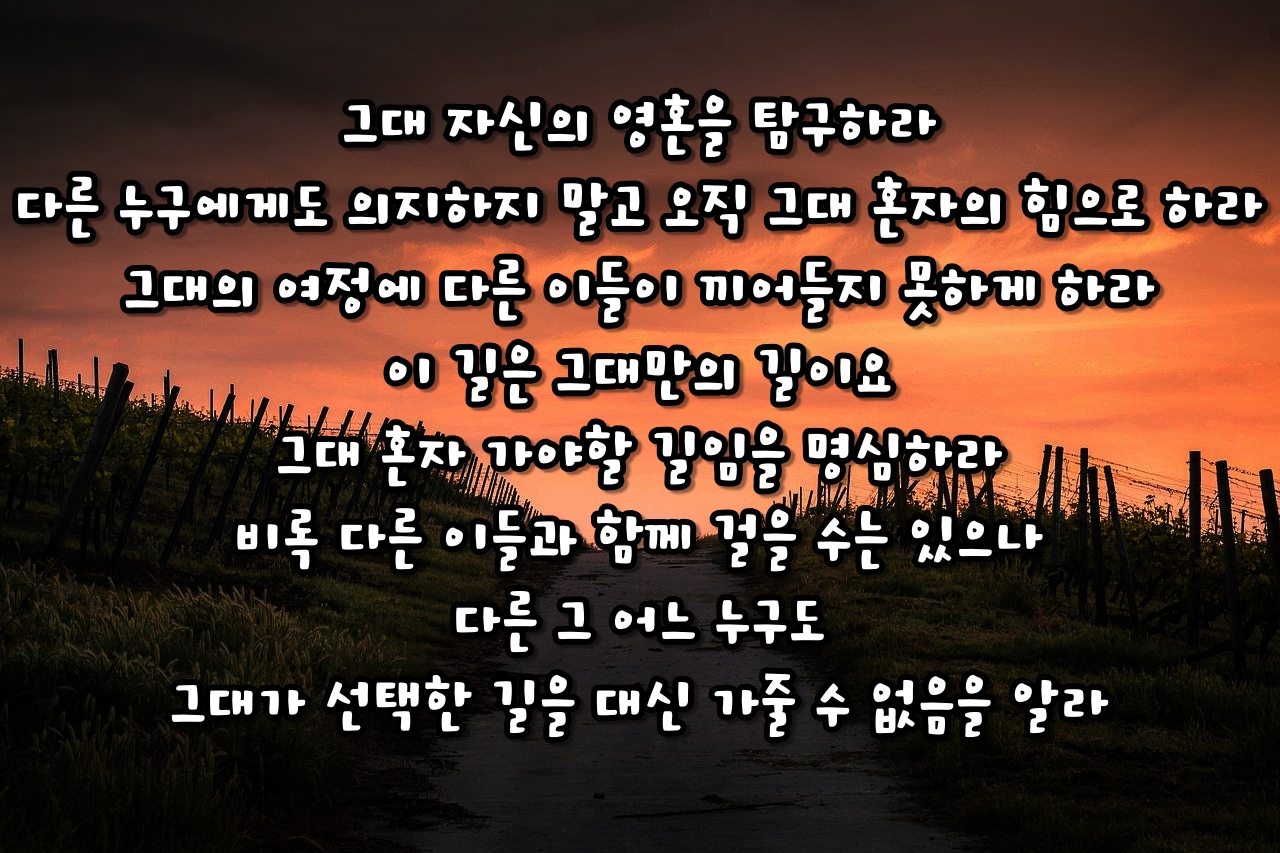 그대 자신의 영혼을 탐구하라
다른 누구에게도 의지하지 말고 오직 그대 혼자의 힘으로 하라
그대의 여정에 다른 이들이 끼어들지 못하게 하라
이 길은 그대만의 길이요
그대 혼자 가야할 길임을 명심하라
비록 다른 이들과 함께 걸을 수는 있으나
다른 그 어느 누구도
그대가 선택한 길을 대신 가줄 수 없음을 알라